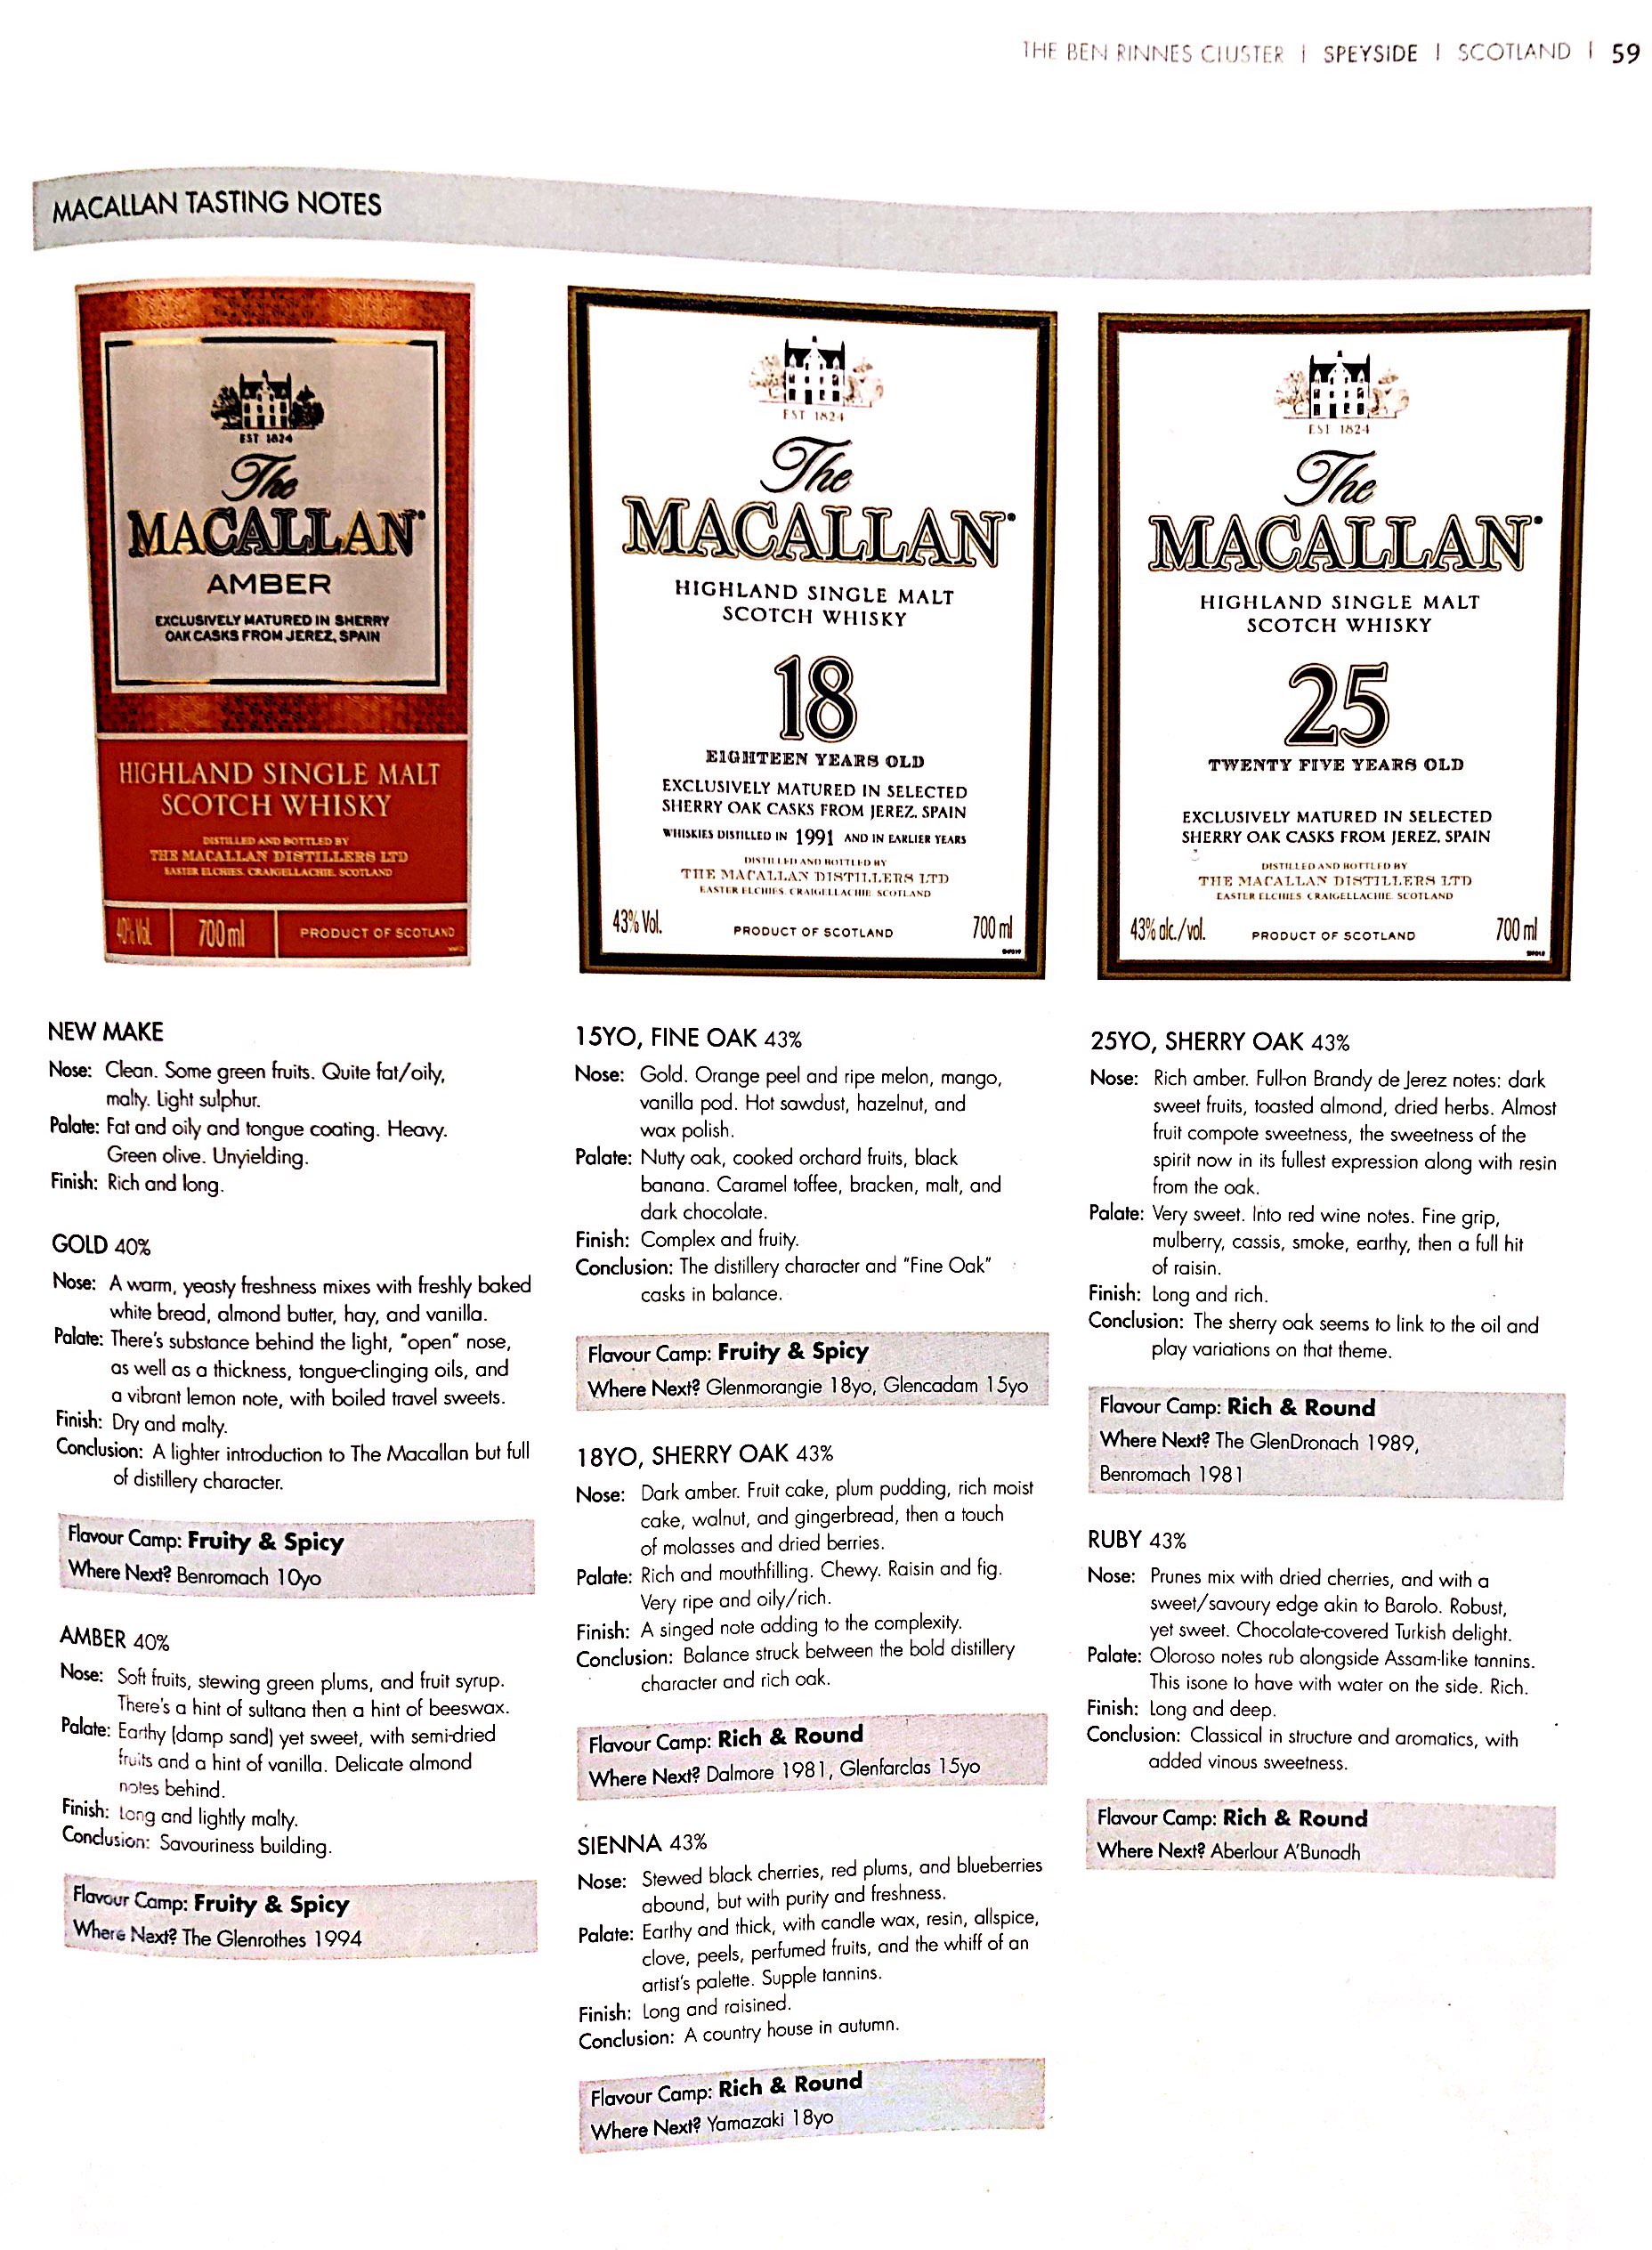 THE BEN RINNES CLUSTER | SPEYSIDE | SCOTLAND | 59
MACALLAN TASTING NOTES
EST 1824
The
MACALLAN
AMBER
EXCLUSIVELY MATURED IN SHERRY
OAK CASKS FROM JEREZ, SPAIN
HIGHLAND SINGLE MALT
SCOTCH WHISKY
DISTILLED AND BOTTLED BY
THE MACALLAN DISTILLERS LTD
EASTER ELCHIES, CRAIGELLACHIE, SCOTLAND
40% Vol
700 ml
PRODUCT OF SCOTLAND
EST 1824
The
MACALLAN
HIGHLAND SINGLE MALT
SCOTCH WHISKY
18
EIGHTEEN YEARS OLD
EXCLUSIVELY MATURED IN SELECTED
SHERRY OAK CASKS FROM JEREZ, SPAIN
WHISKIES DISTILLED IN 1991 AND IN EARLIER YEARS
DISTILLED AND BOTTLED BY
THE MACALLAN DISTILLERS LTD
EASTER ELCHIES, CRAIGELLACHIE, SCOTLAND
43% Vol.
PRODUCT OF SCOTLAND
700 ml
EST 1824
The
MACALLAN
HIGHLAND SINGLE MALT
SCOTCH WHISKY
25
TWENTY FIVE YEARS OLD
EXCLUSIVELY MATURED IN SELECTED
SHERRY OAK CASKS FROM JEREZ, SPAIN
DISTILLED AND BOTTLED BY
THE MACALLAN DISTILLERS LTD
EASTER ELCHIES, CRAIGELLACHIE, SCOTLAND
43% alc./vol.
PRODUCT OF SCOTLAND
700 ml
NEW MAKE
Nose: Clean. Some green fruits. Quite fat/oily,
malty. Light sulphur.
Palate: Fat and oily and tongue coating. Heavy.
Green olive. Unyielding.
Finish: Rich and long.
GOLD 40%
Nose: A warm, yeasty freshness mixes with freshly baked
white bread, almond butter, hay, and vanilla.
Palate: There's substance behind the light, "open" nose,
as well as a thickness, tongue-clinging oils, and
a vibrant lemon note, with boiled travel sweets.
Finish: Dry and malty.
Conclusion: A lighter introduction to The Macallan but full
of distillery character.
Flavour Camp: Fruity & Spicy
Where Next? Benromach 10yo
AMBER 40%
Nose: Soft fruits, stewing green plums, and fruit syrup.
There's a hint of sultana then a hint of beeswax.
Palate: Earthy (damp sand) yet sweet, with semi-dried
fruits and a hint of vanilla. Delicate almond
notes behind.
Finish: Long and lightly malty.
Conclusion: Savouriness building.
Flavour Camp: Fruity & Spicy
Where Next? The Glenrothes 1994
15YO, FINE OAK 43%
Nose: Gold. Orange peel and ripe melon, mango,
vanilla pod. Hot sawdust, hazelnut, and
wax polish.
Palate: Nutty oak, cooked orchard fruits, black
banana. Caramel toffee, bracken, malt, and
dark chocolate.
Finish: Complex and fruity.
Conclusion: The distillery character and "Fine Oak"
casks in balance.
Flavour Camp: Fruity & Spicy
Where Next? Glenmorangie 18yo, Glencadam 15yo
18YO, SHERRY OAK 43%
Nose: Dark amber. Fruit cake, plum pudding, rich moist
cake, walnut, and gingerbread, then a touch
of molasses and dried berries.
Palate: Rich and mouthfilling. Chewy. Raisin and fig.
Very ripe and oily/rich.
Finish: A singed note adding to the complexity.
Conclusion: Balance struck between the bold distillery
character and rich oak.
Flavour Camp: Rich & Round
Where Next? Dalmore 1981, Glenfarclas 15yo
SIENNA 43%
Nose: Stewed black cherries, red plums, and blueberries
abound, but with purity and freshness.
Palate: Earthy and thick, with candle wax, resin, allspice,
clove, peels, perfumed fruits, and the whiff of an
artist's palette. Supple tannins.
Finish: Long and raisined.
Conclusion: A country house in autumn.
Flavour Camp: Rich & Round
Where Next? Yamazaki 18yo
25YO, SHERRY OAK 43%
Nose: Rich amber. Full-on Brandy de Jerez notes: dark
sweet fruits, toasted almond, dried herbs. Almost
fruit compote sweetness, the sweetness of the
spirit now in its fullest expression along with resin
from the oak.
Palate: Very sweet. Into red wine notes. Fine grip,
mulberry, cassis, smoke, earthy, then a full hit
of raisin.
Finish: Long and rich.
Conclusion: The sherry oak seems to link to the oil and
play variations on that theme.
Flavour Camp: Rich & Round
Where Next? The GlenDronach 1989,
Benromach 1981
RUBY 43%
Nose: Prunes mix with dried cherries, and with a
sweet/savoury edge akin to Barolo. Robust,
yet sweet. Chocolate-covered Turkish delight.
Palate: Oloroso notes rub alongside Assam-like tannins.
This isone to have with water on the side. Rich.
Finish: Long and deep.
Conclusion: Classical in structure and aromatics, with
added vinous sweetness.
Flavour Camp: Rich & Round
Where Next? Aberlour A'Bunadh